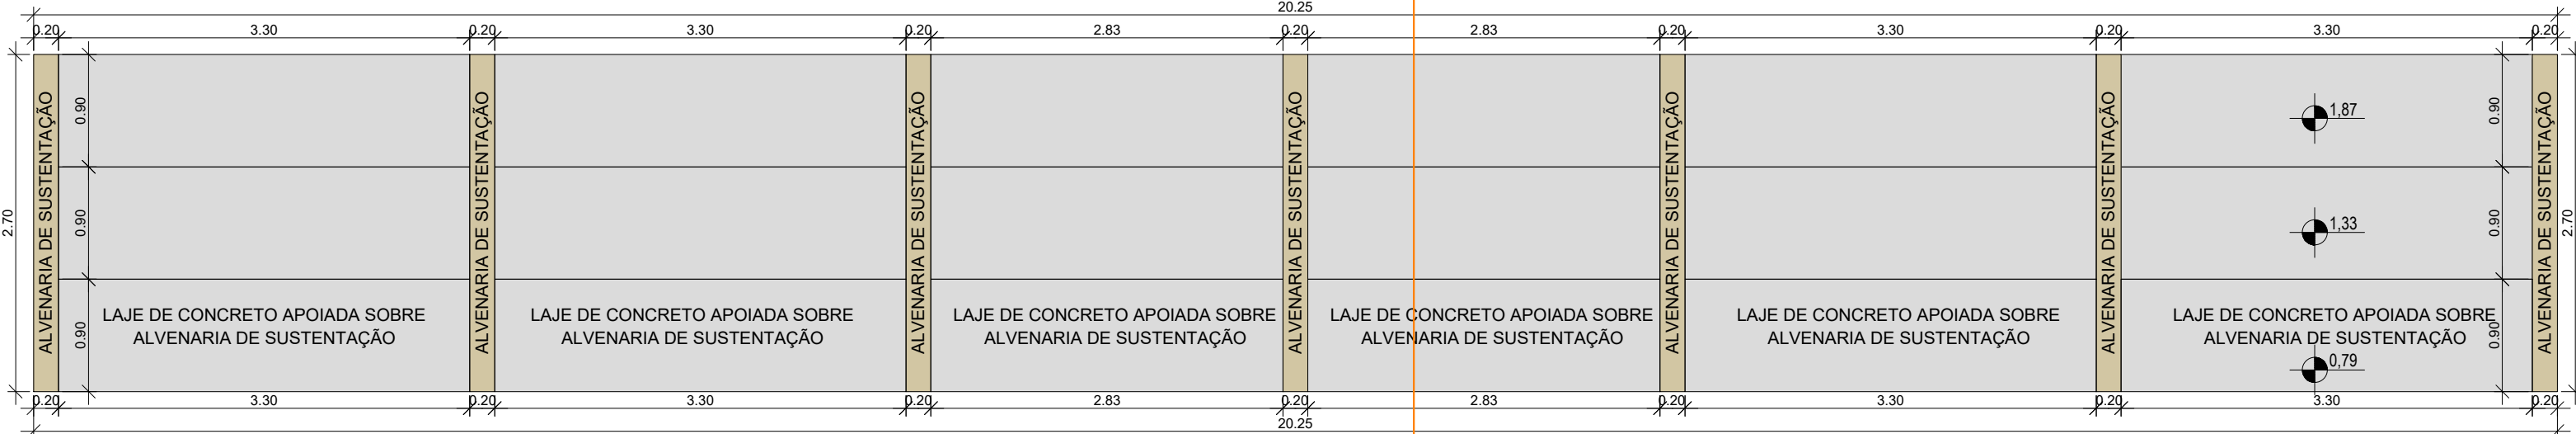 20.25
0.20 3.30 0.20 3.30 0.20 2.83 0.20 2.83 0.20 3.30 0.20 3.30 0.20
2.70
ALVENARIA DE SUSTENTAÇÃO
ALVENARIA DE SUSTENTAÇÃO
ALVENARIA DE SUSTENTAÇÃO
ALVENARIA DE SUSTENTAÇÃO
ALVENARIA DE SUSTENTAÇÃO
ALVENARIA DE SUSTENTAÇÃO
ALVENARIA DE SUSTENTAÇÃO
0.90
0.90
0.90
1,87
1,33
0,79
0.90
0.90
0.90
2.70
LAJE DE CONCRETO APOIADA SOBRE
ALVENARIA DE SUSTENTAÇÃO
LAJE DE CONCRETO APOIADA SOBRE
ALVENARIA DE SUSTENTAÇÃO
LAJE DE CONCRETO APOIADA SOBRE
ALVENARIA DE SUSTENTAÇÃO
LAJE DE CONCRETO APOIADA SOBRE
ALVENARIA DE SUSTENTAÇÃO
LAJE DE CONCRETO APOIADA SOBRE
ALVENARIA DE SUSTENTAÇÃO
LAJE DE CONCRETO APOIADA SOBRE
ALVENARIA DE SUSTENTAÇÃO
0.20 3.30 0.20 3.30 0.20 2.83 0.20 2.83 0.20 3.30 0.20 3.30 0.20
20.25